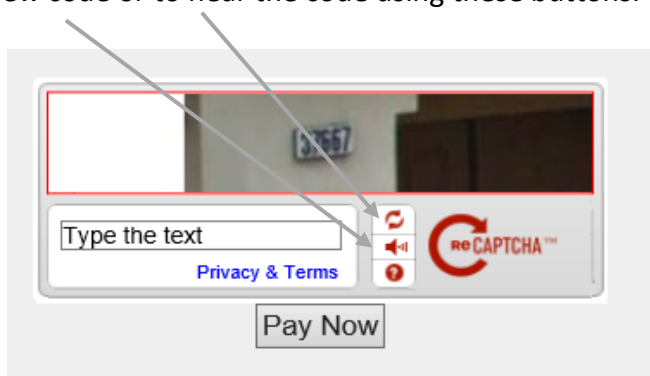 code or to hear the code using these buttons.
Type the text
Privacy & Terms
ReCAPTCHA™
Pay Now